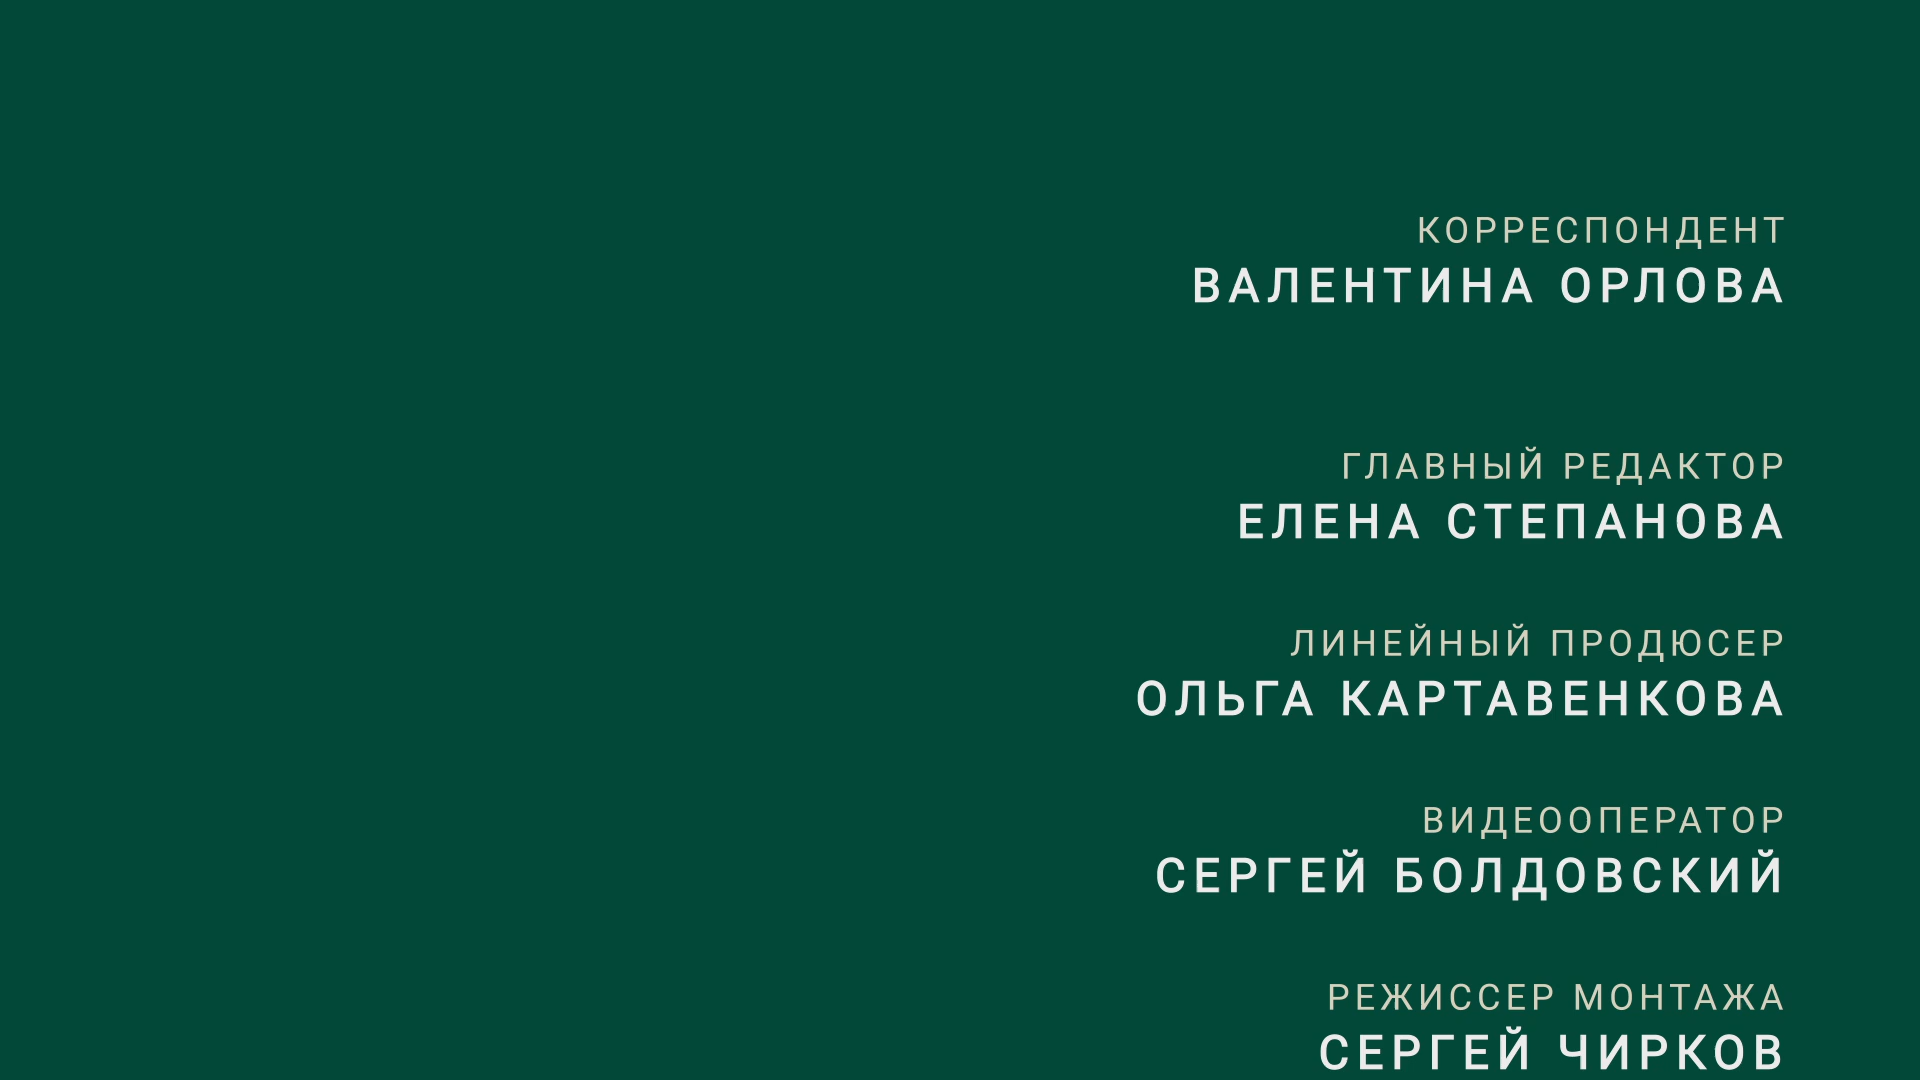 КОРРЕСПОНДЕНТ
ВАЛЕНТИНА ОРЛОВА
ГЛАВНЫЙ РЕДАКТОР
ЕЛЕНА СТЕПАНОВА
ЛИНЕЙНЫЙ ПРОДЮСЕР
ОЛЬГА КАРТАВЕНКОВА
ВИДЕООПЕРАТОР
СЕРГЕЙ БОЛДОВСКИЙ
РЕЖИССЕР МОНТАЖА
СЕРГЕЙ ЧИРКОВ